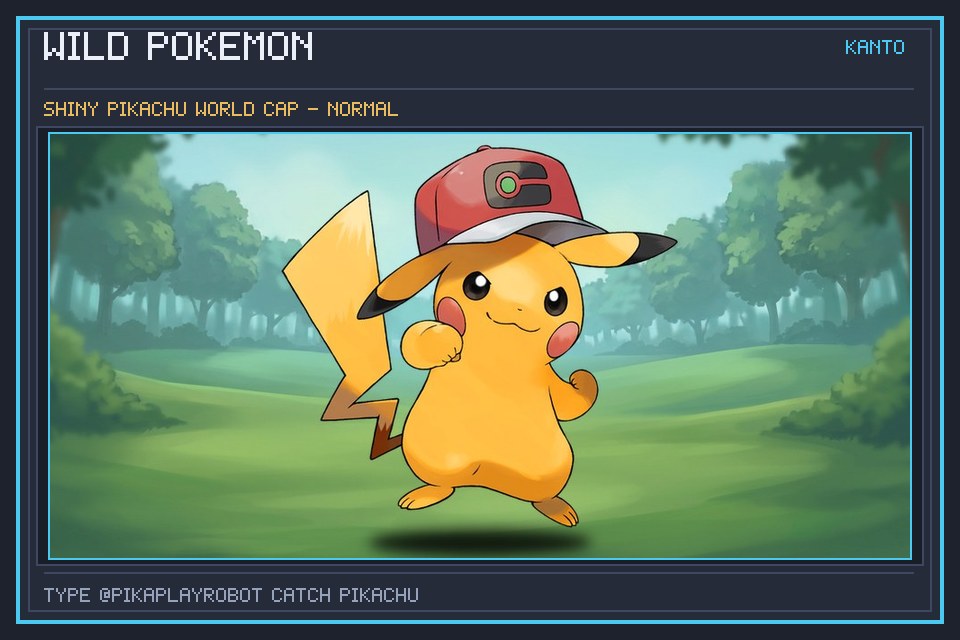 WILD POKEMON
KANTO
SHINY PIKACHU WORLD CAP - NORMAL
TYPE @PIKAPLAYROBOT CATCH PIKACHU